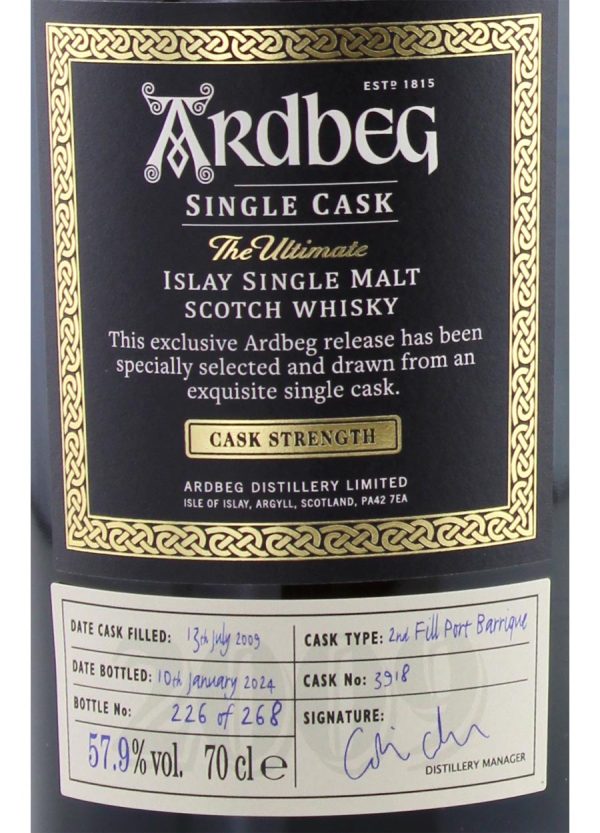 ESTD 1815
ARDBEG
SINGLE CASK
The Ultimate
ISLAY SINGLE MALT
SCOTCH WHISKY
This exclusive Ardbeg release has been
specially selected and drawn from an
exquisite single cask.
CASK STRENGTH
ARDBEG DISTILLERY LIMITED
ISLE OF ISLAY, ARGYLL, SCOTLAND, PA42 7EA
DATE CASK FILLED: 13th July 2009
DATE BOTTLED: 10th January 2024
BOTTLE No: 226 of 268
57.9% vol. 70 cl e
CASK TYPE: 2nd Fill Port Barrique
CASK No: 3918
SIGNATURE:
DISTILLERY MANAGER